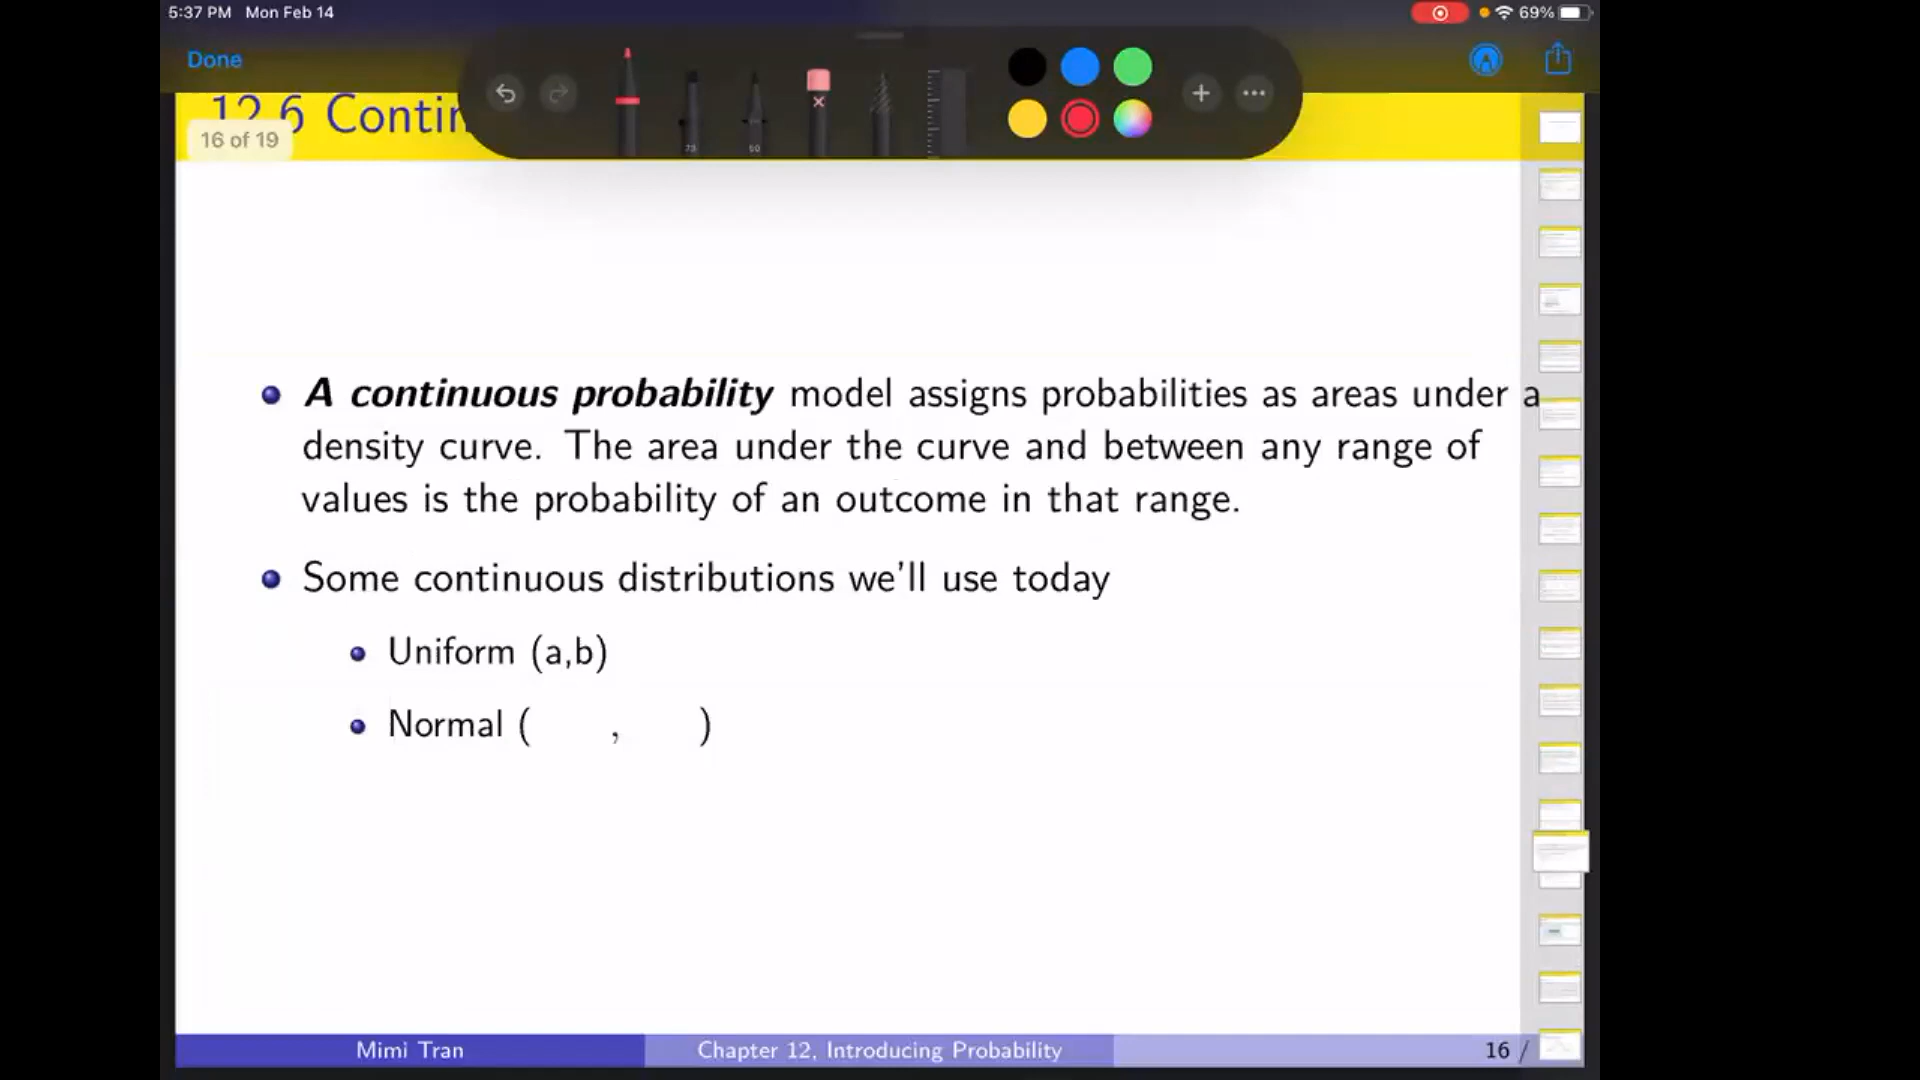 5:37 PM Mon Feb 14
69%
Done
12.6 Contin
16 of 19
A continuous probability model assigns probabilities as areas under a
density curve. The area under the curve and between any range of
values is the probability of an outcome in that range.
Some continuous distributions we'll use today
Uniform (a,b)
Normal ( , )
Mimi Tran
Chapter 12, Introducing Probability
16 /